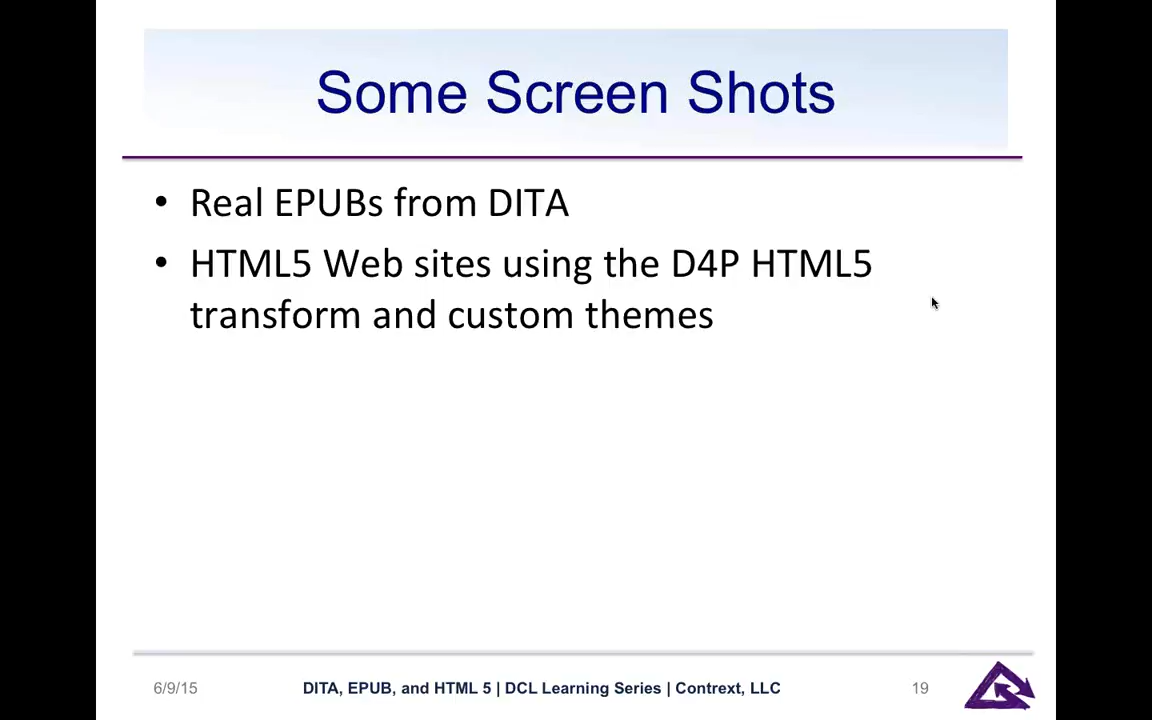 Some Screen Shots
• Real EPUBs from DITA
• HTML5 Web sites using the D4P HTML5
transform and custom themes
6/9/15
DITA, EPUB, and HTML 5 | DCL Learning Series | Contrext, LLC
19